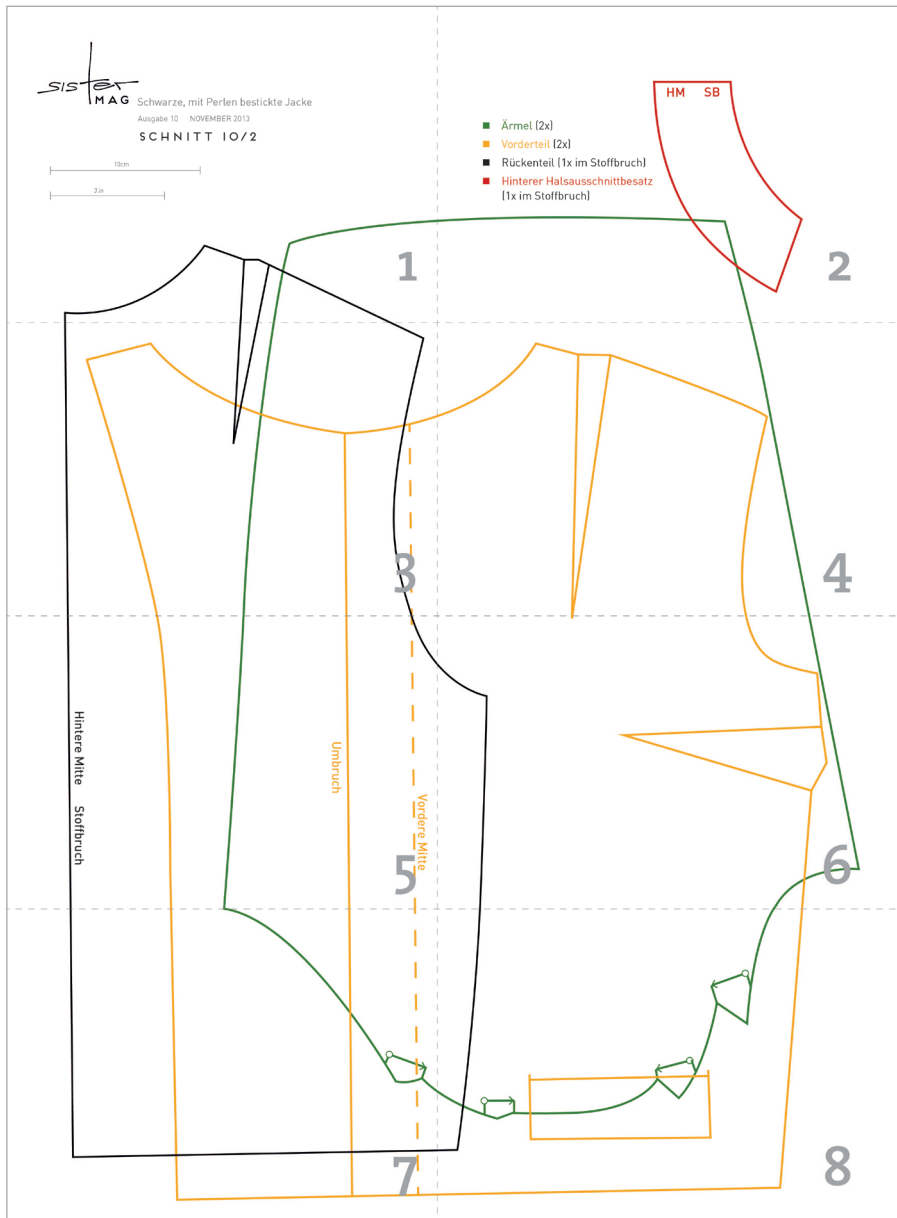 sister
MAG
Schwarze, mit Perlen bestickte Jacke
Ausgabe 10 NOVEMBER 2013
SCHNITT 10/2
10cm
3 in
HM SB
Ärmel (2x)
Vorderteil (2x)
Rückenteil (1x im Stoffbruch)
Hinterer Halsausschnittbesatz
(1x im Stoffbruch)
1
2
3
4
Hintere Mitte Stoffbruch
Umbruch
Vordere Mitte
5
6
7
8